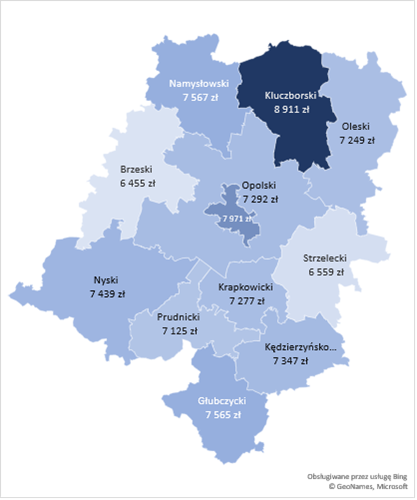 Namysłowski
7 567 zł
Kluczborski
8 911 zł
Oleski
7 249 zł
Brzeski
6 455 zł
Opolski
7 292 zł
7 971 zł
Strzelecki
6 559 zł
Nyski
7 439 zł
Krapkowicki
7 277 zł
Prudnicki
7 125 zł
Kędzierzyńsko...
7 347 zł
Głubczycki
7 565 zł
Obsługiwane przez usługę Bing
© GeoNames, Microsoft